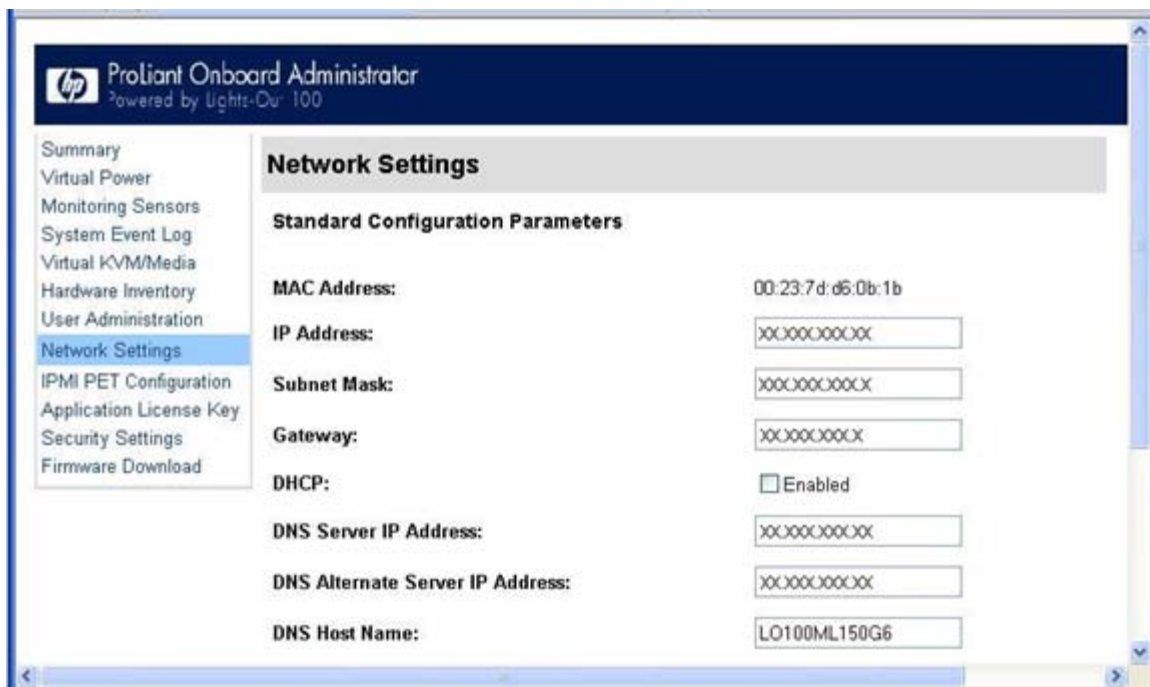 hp
ProLiant Onboard Administrator
Powered by Lights-Out 100
Summary
Virtual Power
Monitoring Sensors
System Event Log
Virtual KVM/Media
Hardware Inventory
User Administration
Network Settings
IPMI PET Configuration
Application License Key
Security Settings
Firmware Download
Network Settings
Standard Configuration Parameters
MAC Address: 00:23:7d:d6:0b:1b
IP Address: XX.XXX.XXX.XX
Subnet Mask: XXX.XXX.XXX.X
Gateway: XX.XXX.XXX.X
DHCP: Enabled
DNS Server IP Address: XX.XXX.XXX.XX
DNS Alternate Server IP Address: XX.XXX.XXX.XX
DNS Host Name: LO100ML150G6